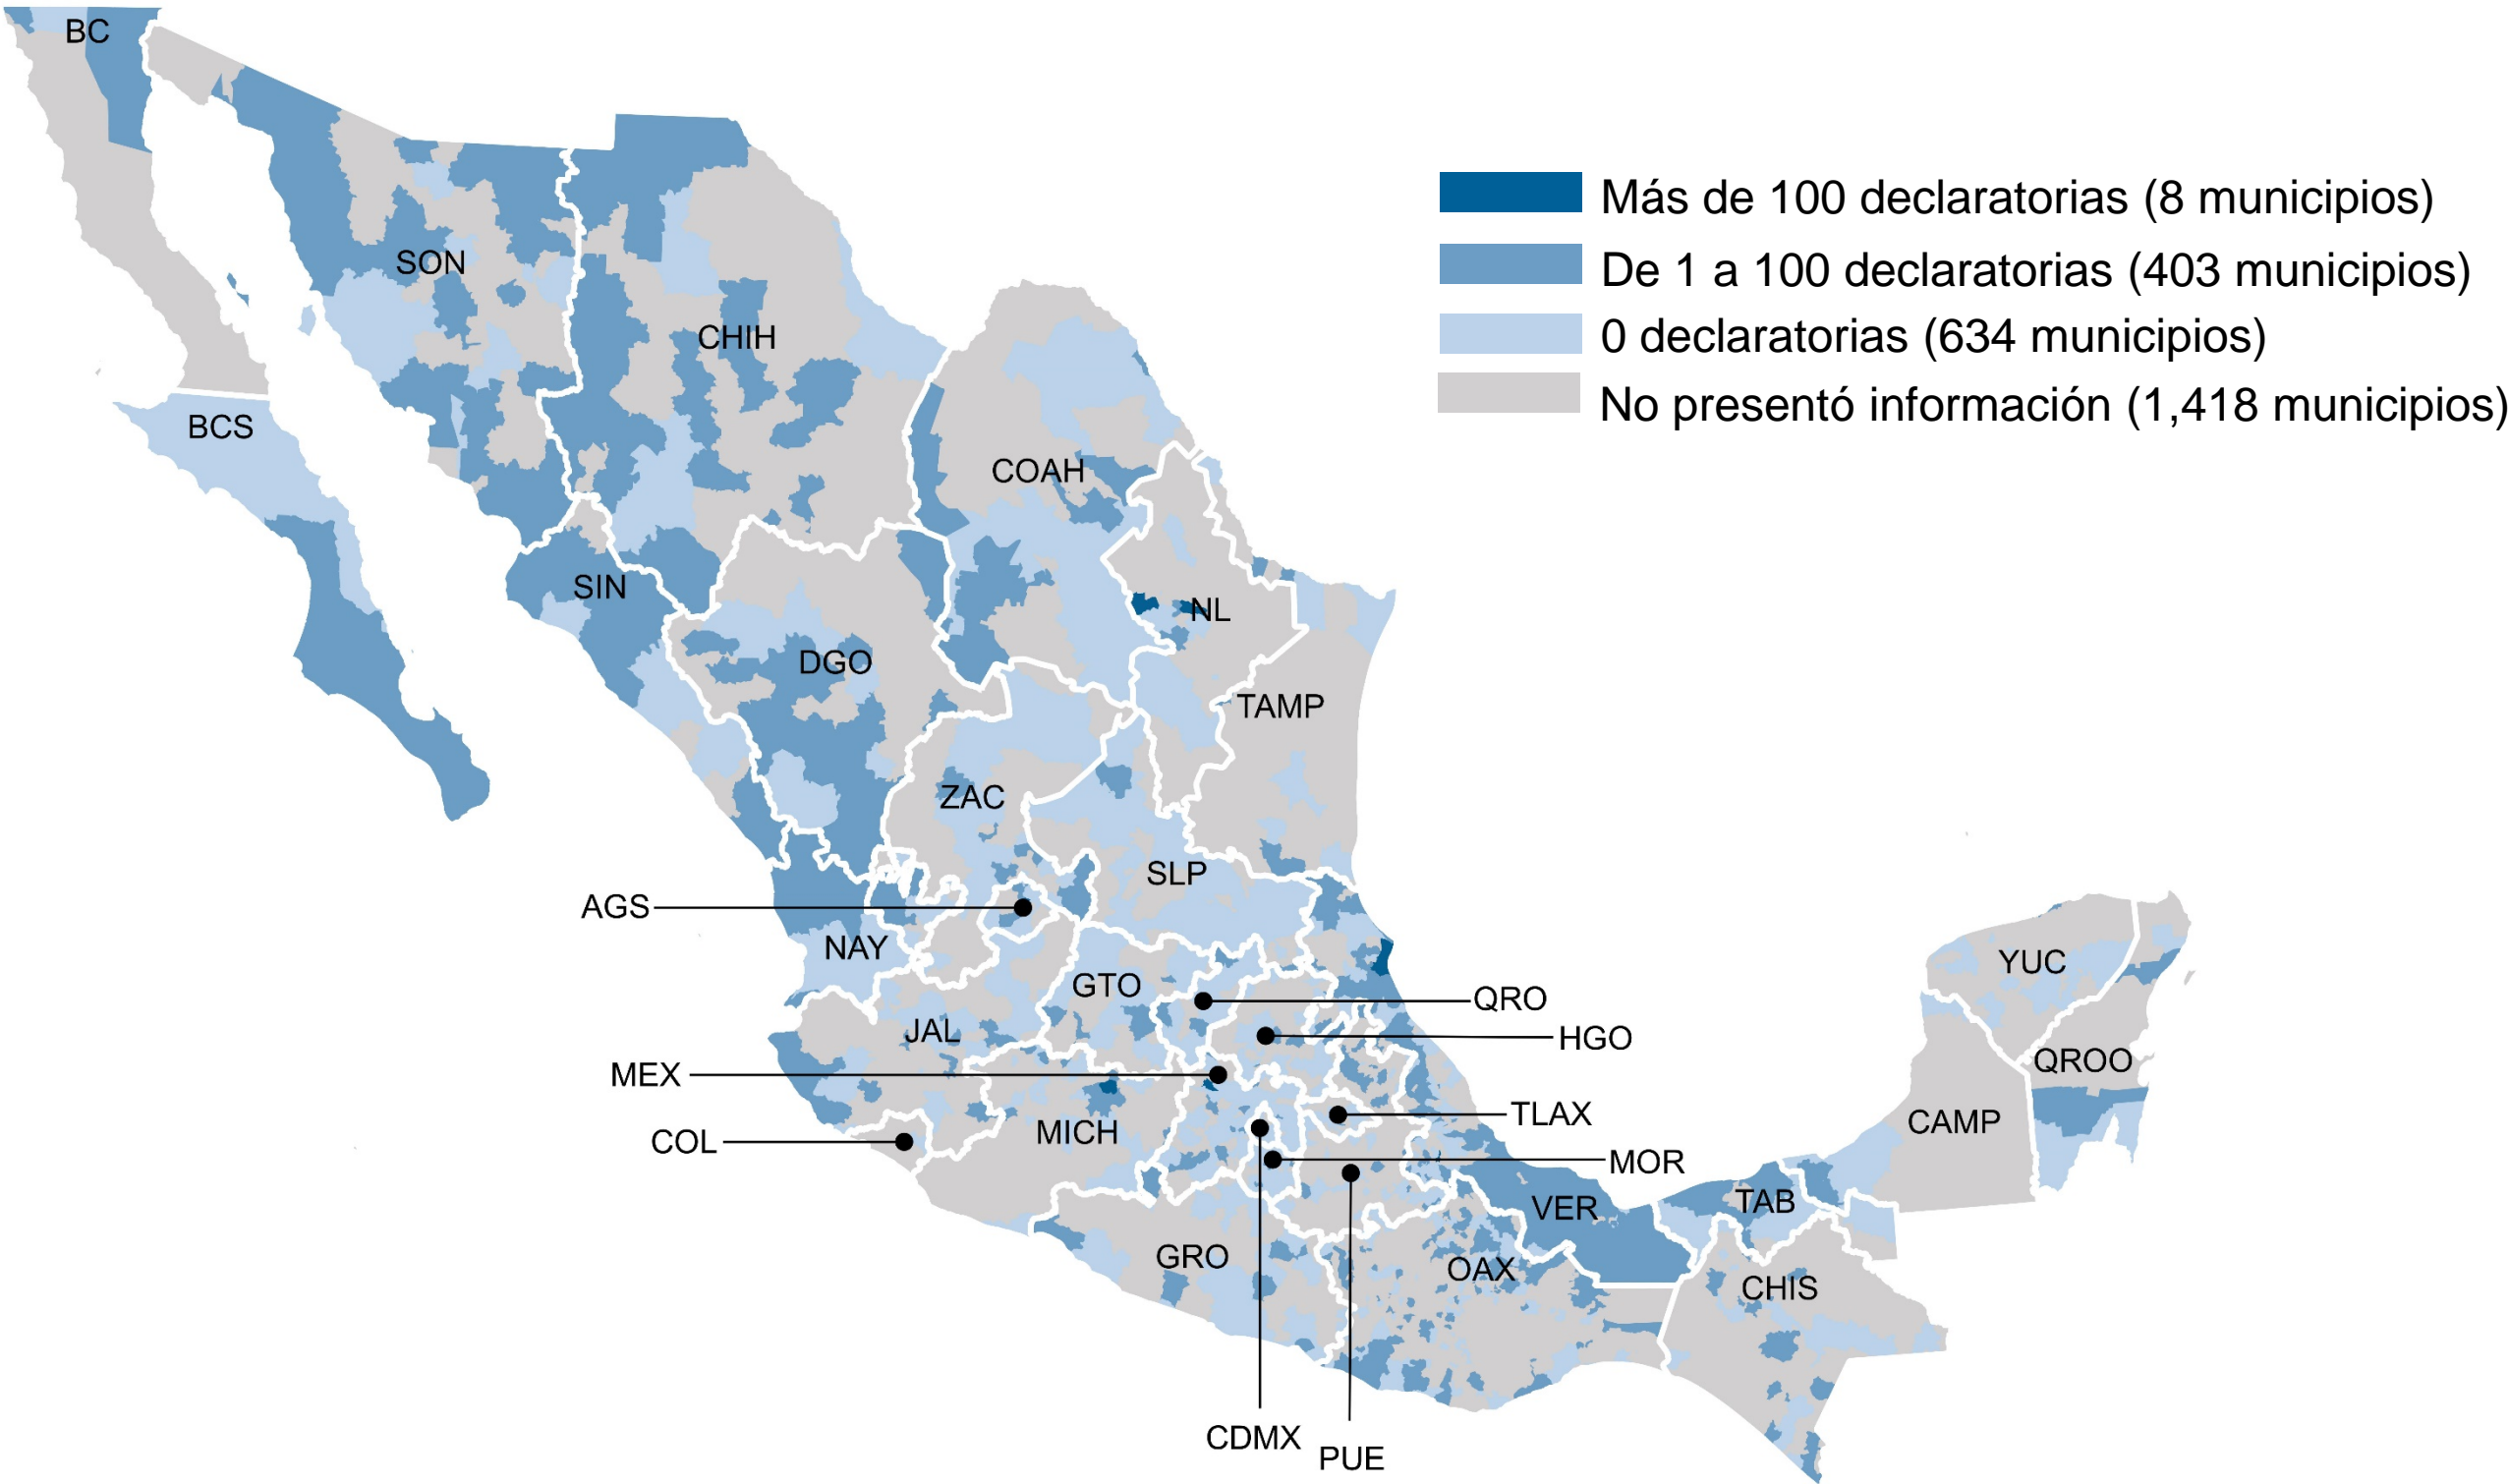 BC
Más de 100 declaratorias (8 municipios)
De 1 a 100 declaratorias (403 municipios)
SON
CHIH
0 declaratorias (634 municipios)
No presentó información (1,418 municipios)
BCS
COAH
SIN
NL
DGO
TAMP
ZAC
SLP
AGS
NAY
YUC
GTO
QRO
JAL
HGO
MEX
QROO
TLAX
COL
MICH
CAMP
MOR
VER
TAB
GRO
OAX
CHIS
CDMX
PUE